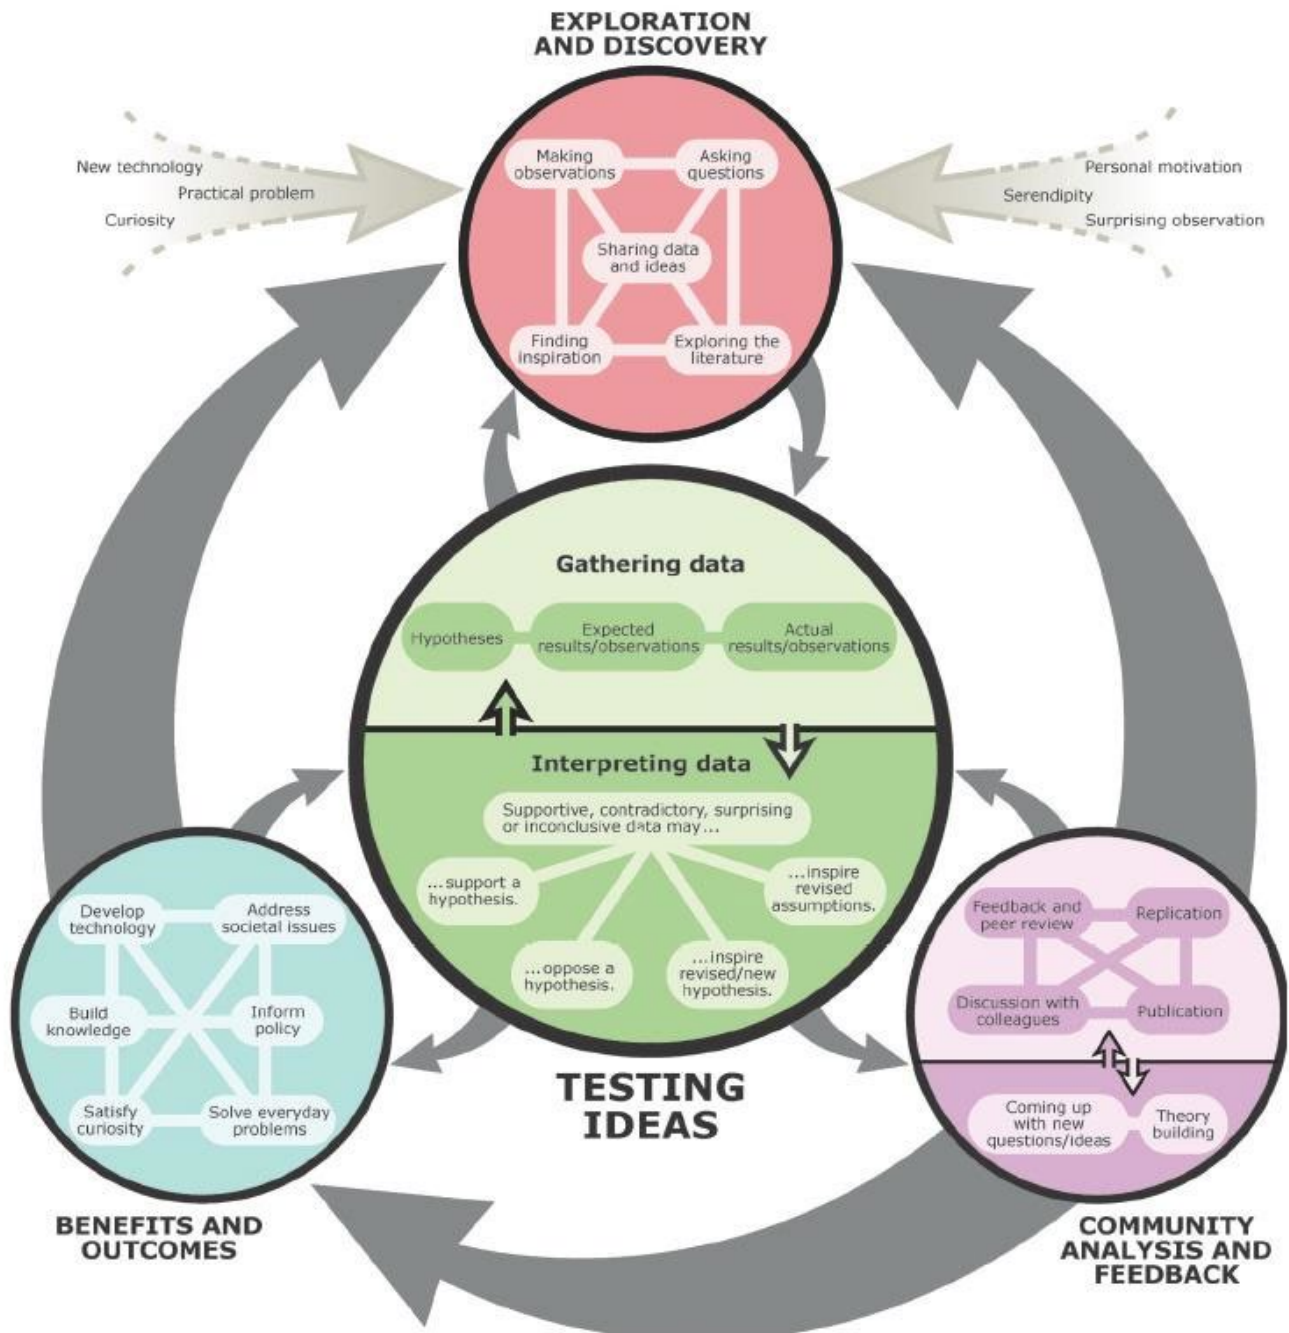 EXPLORATION
AND DISCOVERY
New technology
Practical problem
Curiosity
Personal motivation
Serendipity
Surprising observation
Making
observations
Asking
questions
Sharing data
and ideas
Finding
inspiration
Exploring the
literature
Gathering data
Hypotheses
Expected
results/observations
Actual
results/observations
Interpreting data
Supportive, contradictory, surprising
or inconclusive data may...
...support a
hypothesis.
...oppose a
hypothesis.
...inspire
revised/new
hypothesis.
...inspire
revised
assumptions.
TESTING
IDEAS
Develop
technology
Address
societal issues
Build
knowledge
Inform
policy
Satisfy
curiosity
Solve everyday
problems
BENEFITS AND
OUTCOMES
Feedback and
peer review
Replication
Discussion with
colleagues
Publication
Coming up
with new
questions/ideas
Theory
building
COMMUNITY
ANALYSIS AND
FEEDBACK